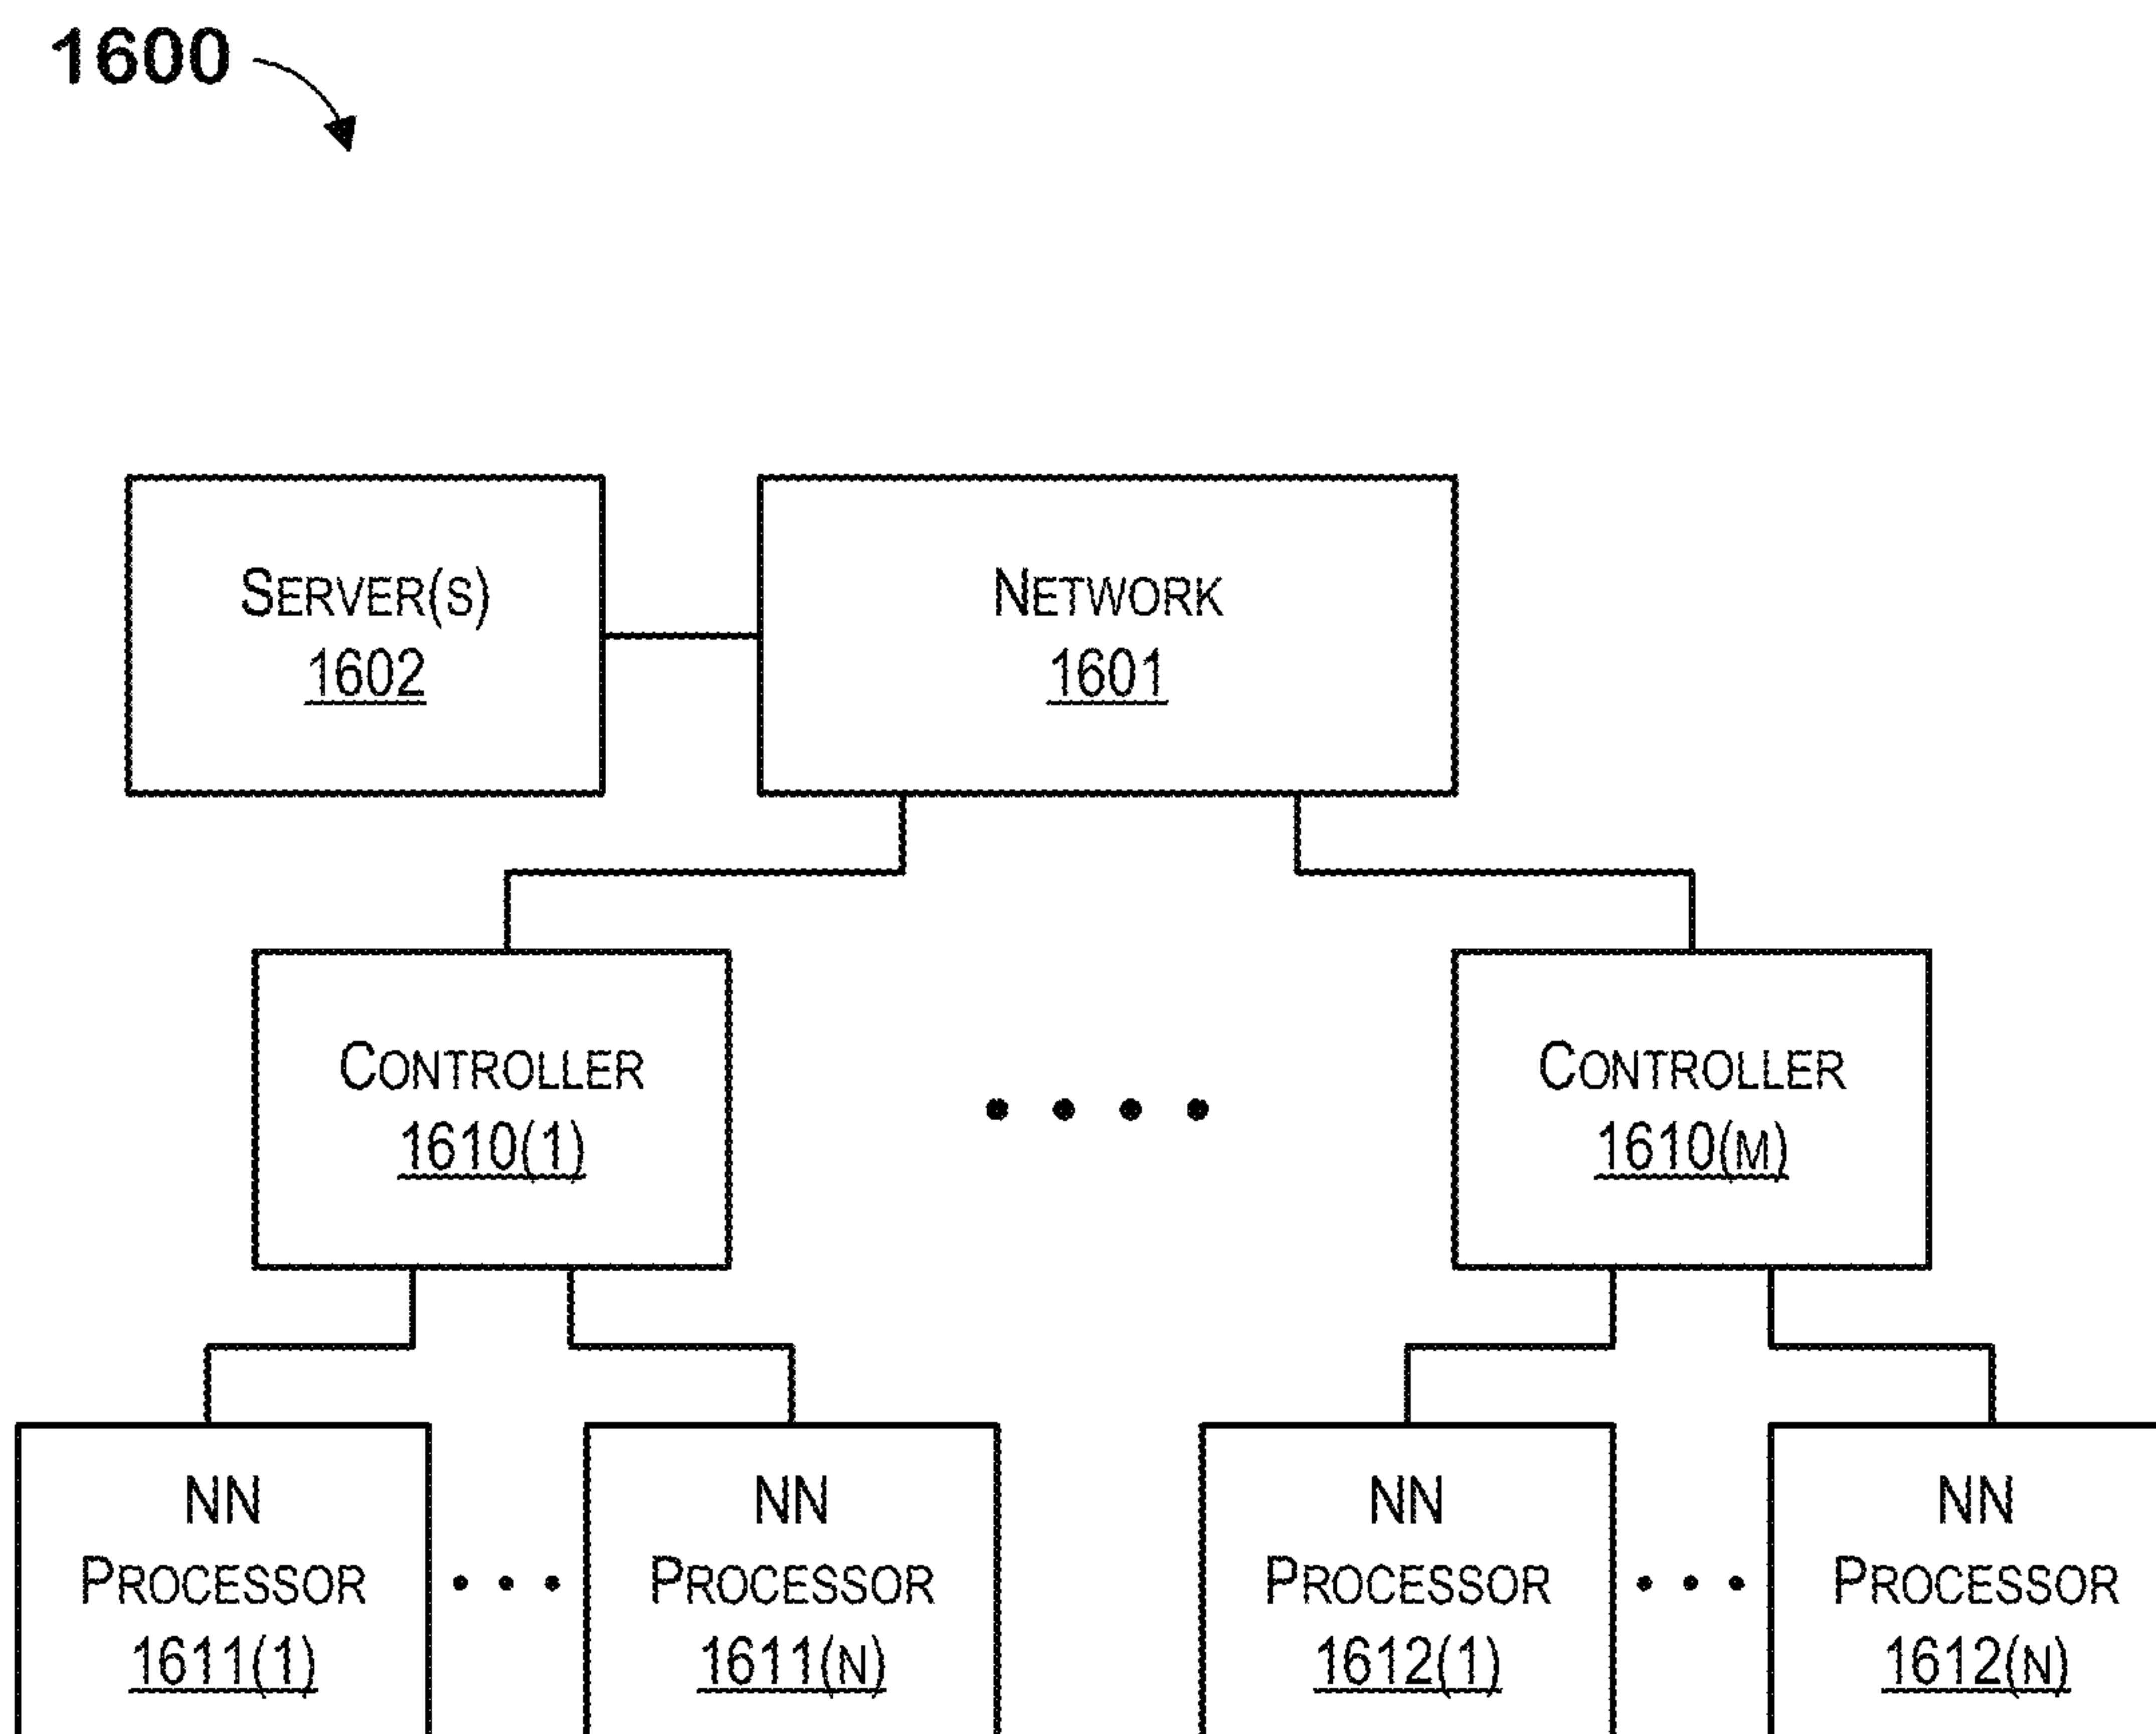 1600
SERVER(S)
1602
NETWORK
1601
CONTROLLER
1610(1)
CONTROLLER
1610(M)
NN
PROCESSOR
1611(1)
NN
PROCESSOR
1611(N)
NN
PROCESSOR
1612(1)
NN
PROCESSOR
1612(N)